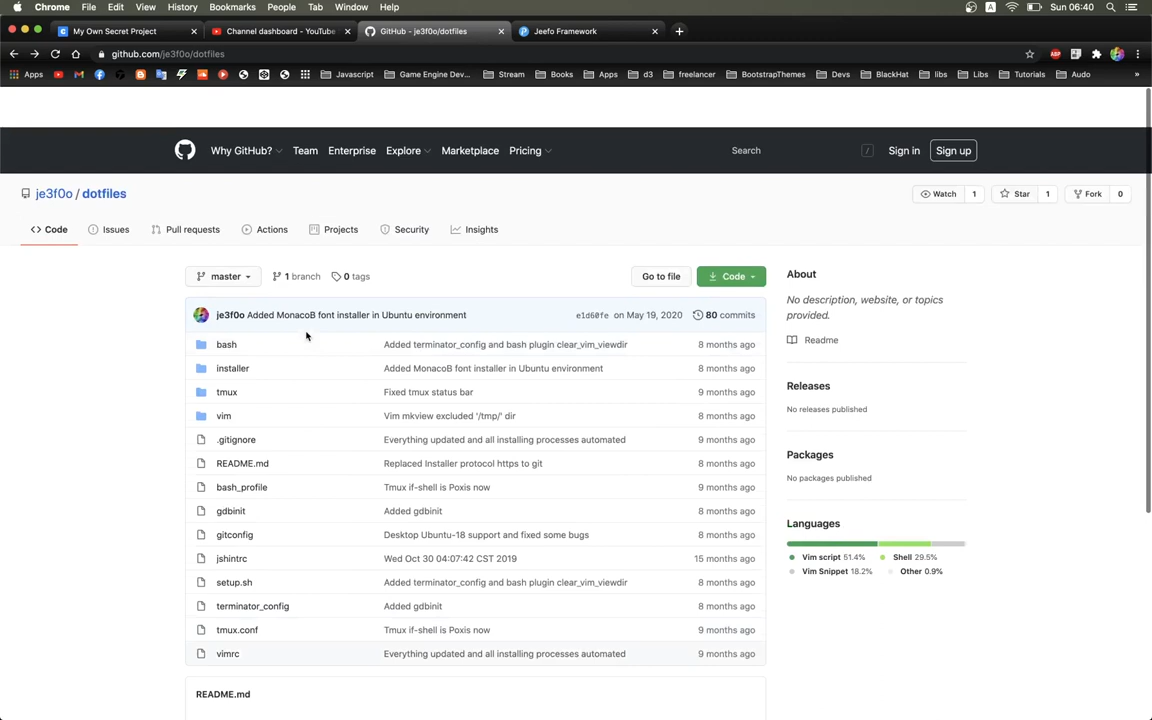 Chrome File Edit View History Bookmarks People Tab Window Help A Sun 06:40
C My Own Secret Project × Channel dashboard - YouTube × GitHub - je3f0o/dotfiles × Jeefo Framework × +
github.com/je3f0o/dotfiles ABP
Apps Javascript Game Engine Dev... Stream Books Apps d3 freelancer BootstrapThemes Devs BlackHat libs Libs Tutorials Audo »
Why GitHub? Team Enterprise Explore Marketplace Pricing Search / Sign in Sign up
je3f0o / dotfiles Watch 1 Star 1 Fork 0
<> Code Issues Pull requests Actions Projects Security Insights
master 1 branch 0 tags Go to file Code About
je3f0o Added MonacoB font installer in Ubuntu environment e1d60fe on May 19, 2020 80 commits
No description, website, or topics
provided.
Readme
bash Added terminator_config and bash plugin clear_vim_viewdir 8 months ago
installer Added MonacoB font installer in Ubuntu environment 8 months ago
Releases
No releases published
tmux Fixed tmux status bar 9 months ago
vim Vim mkview excluded '/tmp/' dir 8 months ago
.gitignore Everything updated and all installing processes automated 9 months ago
Packages
No packages published
README.md Replaced Installer protocol https to git 8 months ago
bash_profile Tmux if-shell is Poxis now 9 months ago
gdbinit Added gdbinit 8 months ago
Languages
Vim script 51.4% Shell 29.5%
Vim Snippet 18.2% Other 0.9%
gitconfig Desktop Ubuntu-18 support and fixed some bugs 8 months ago
jshintrc Wed Oct 30 04:07:42 CST 2019 15 months ago
setup.sh Added terminator_config and bash plugin clear_vim_viewdir 8 months ago
terminator_config Added gdbinit 8 months ago
tmux.conf Tmux if-shell is Poxis now 9 months ago
vimrc Everything updated and all installing processes automated 9 months ago
README.md